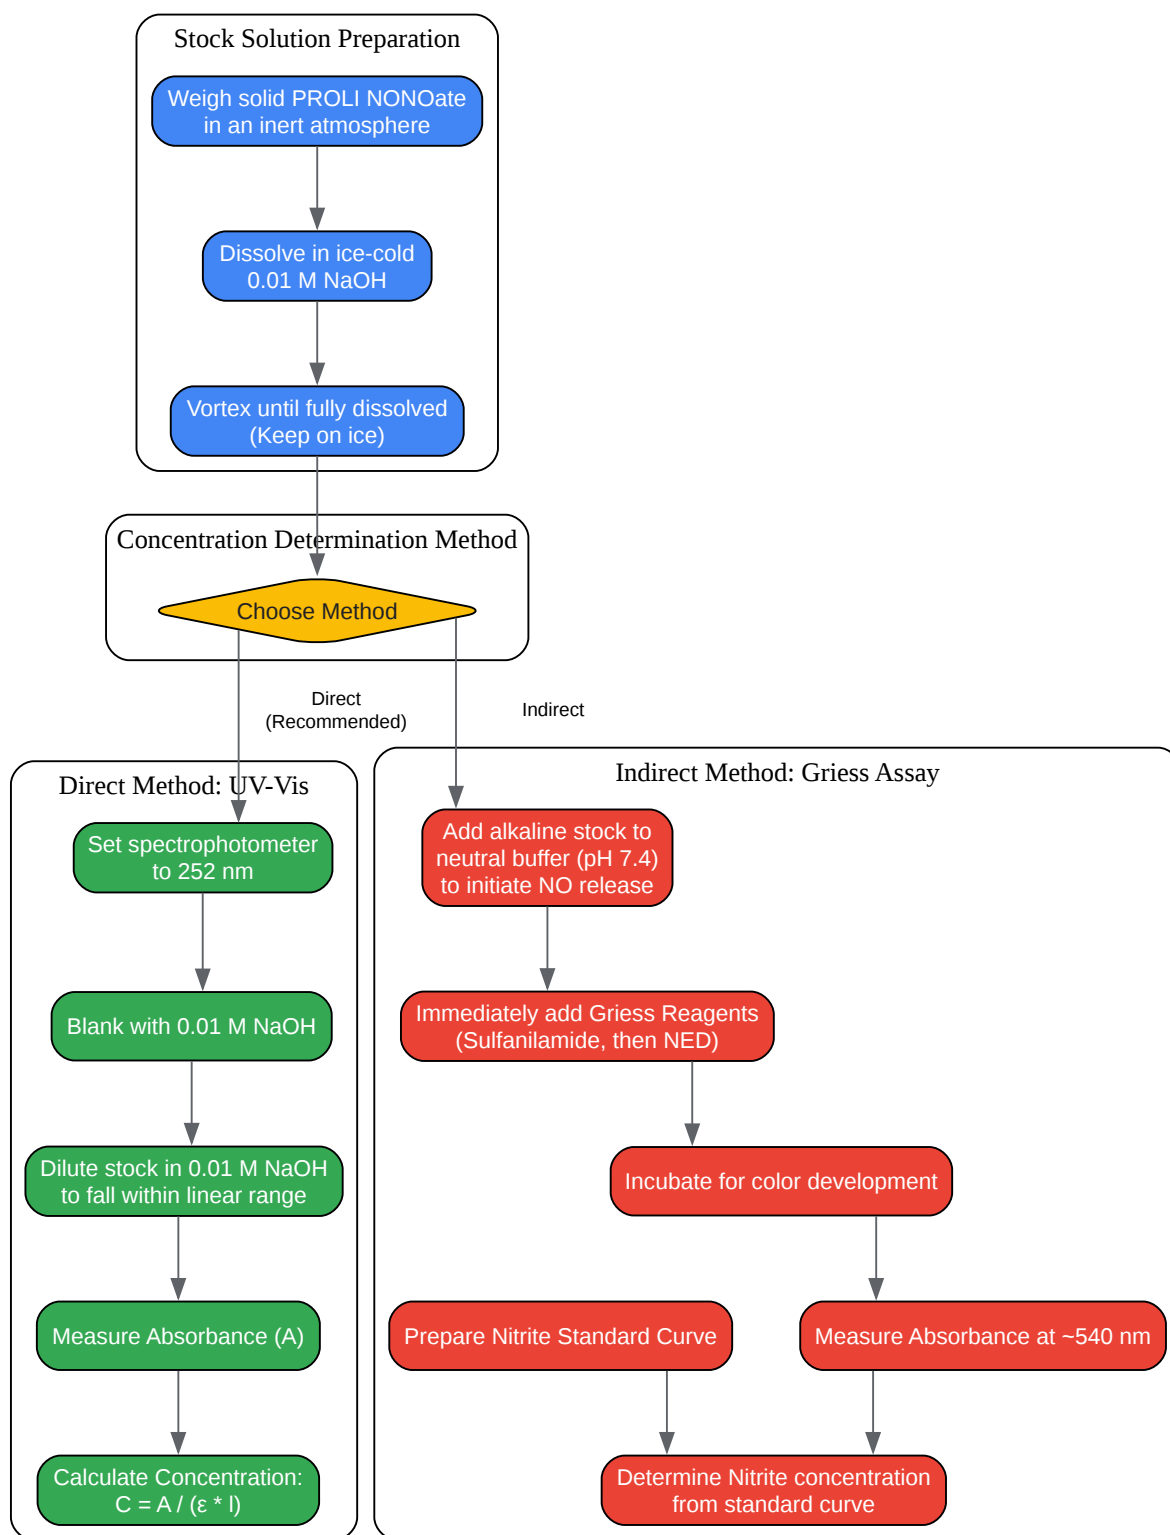 Stock Solution Preparation
Weigh solid PROLI NONOate
in an inert atmosphere
Dissolve in ice-cold
0.01 M NaOH
Vortex until fully dissolved
(Keep on ice)
Concentration Determination Method
Choose Method
Direct
(Recommended)
Indirect
Direct Method: UV-Vis
Set spectrophotometer
to 252 nm
Blank with 0.01 M NaOH
Dilute stock in 0.01 M NaOH
to fall within linear range
Measure Absorbance (A)
Calculate Concentration:
C = A / (ε * l)
Indirect Method: Griess Assay
Add alkaline stock to
neutral buffer (pH 7.4)
to initiate NO release
Immediately add Griess Reagents
(Sulfanilamide, then NED)
Incubate for color development
Prepare Nitrite Standard Curve
Measure Absorbance at ~540 nm
Determine Nitrite concentration
from standard curve